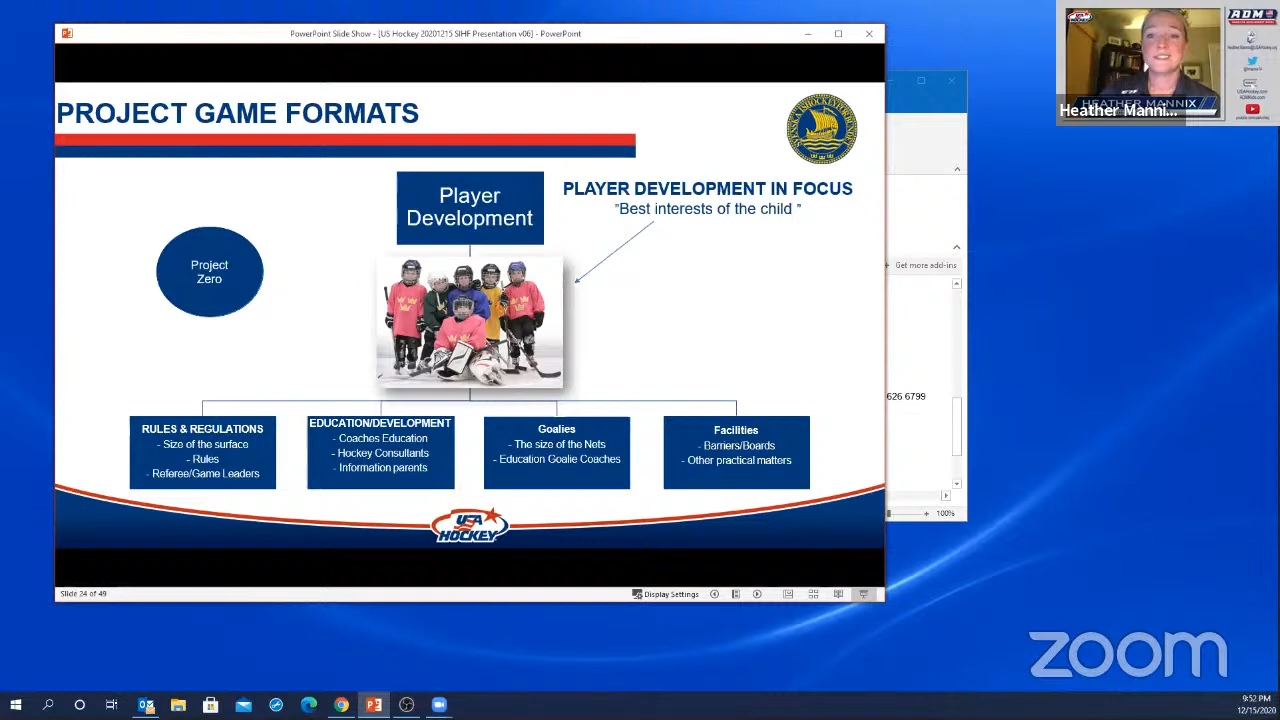 PowerPoint Slide Show - [US Hockey 20201215 SIHF Presentation v06] - PowerPoint
PROJECT GAME FORMATS
Player
Development
PLAYER DEVELOPMENT IN FOCUS
"Best interests of the child "
Project
Zero
RULES & REGULATIONS
- Size of the surface
- Rules
- Referee/Game Leaders
EDUCATION/DEVELOPMENT
- Coaches Education
- Hockey Consultants
- Information parents
Goalies
- The size of the Nets
- Education Goalie Coaches
Facilities
- Barriers/Boards
- Other practical matters
USA
HOCKEY
Slide 24 of 49
Display Settings
Get more add-ins
626 6799
100%
HEATHER MANNIX
Heather Manni...
ADM
zoom
9:52 PM
12/15/2020